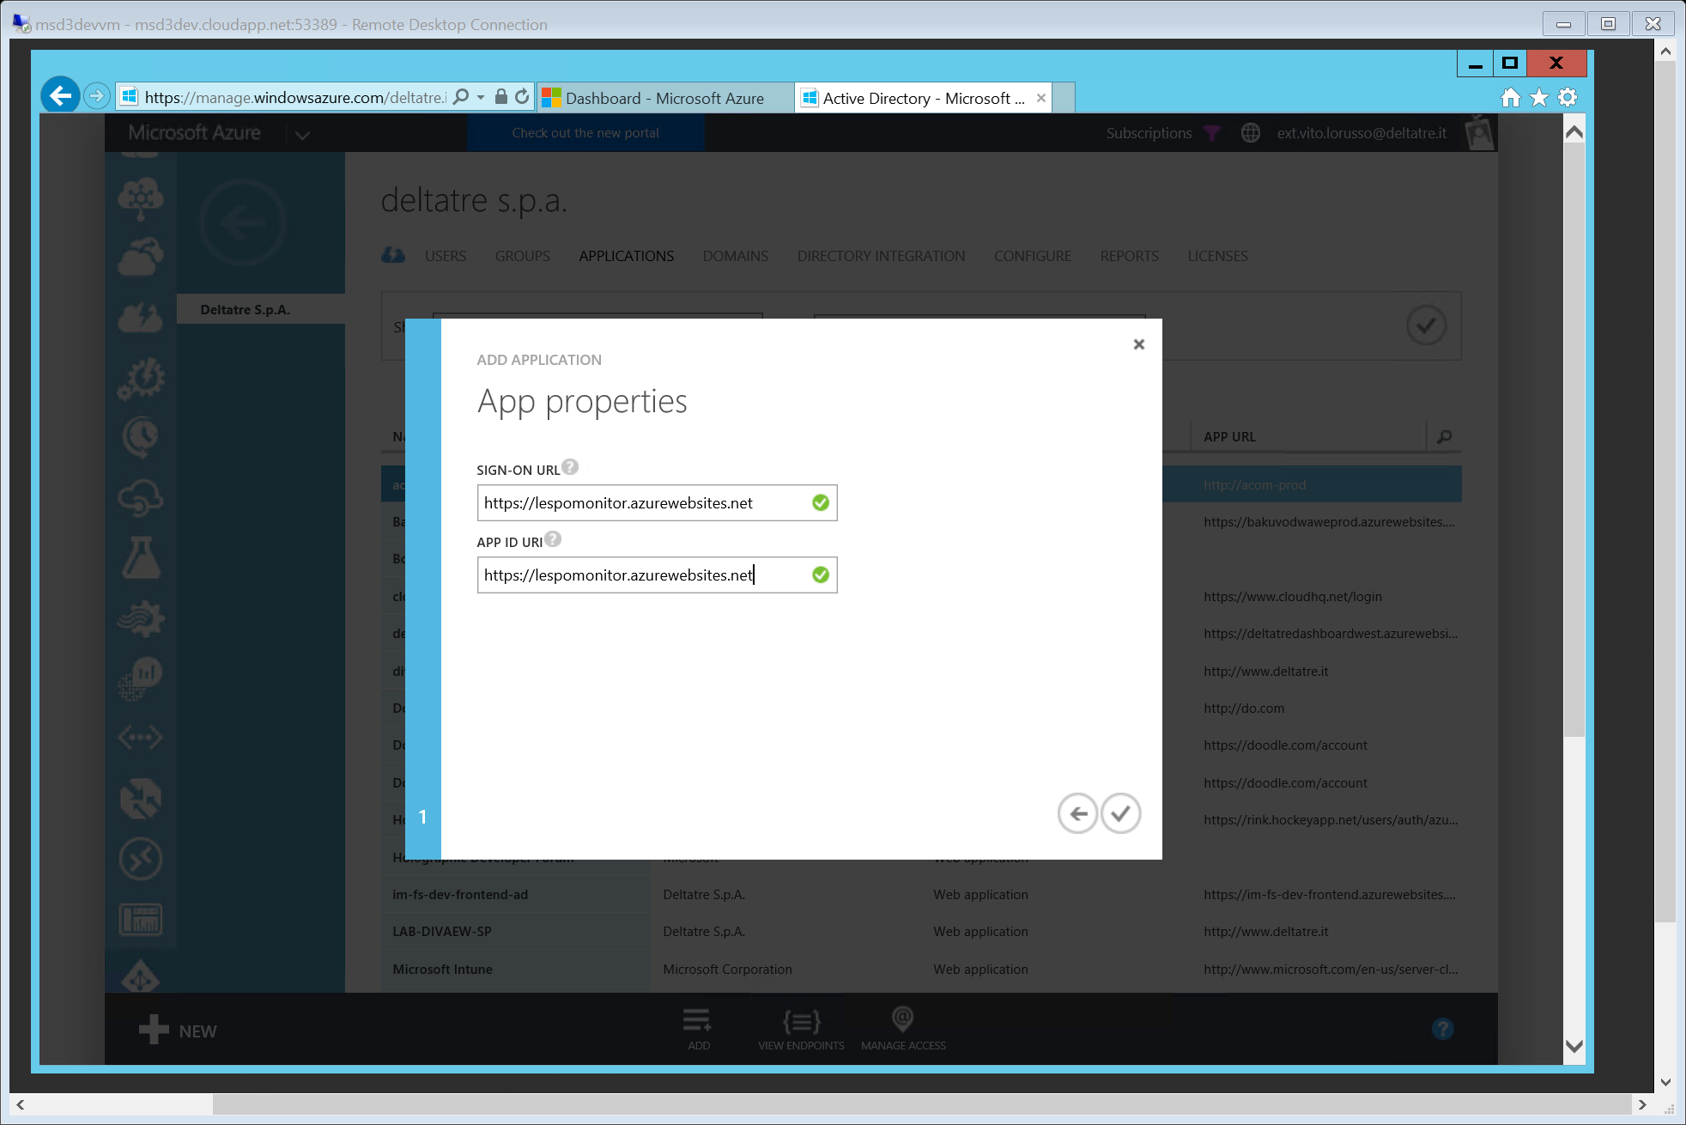 msd3devvm - msd3dev.cloudapp.net:53389 - Remote Desktop Connection
https://manage.windowsazure.com/deltatre.i
Dashboard - Microsoft Azure
Active Directory - Microsoft ...
Microsoft Azure
Check out the new portal
Subscriptions
ext.vito.lorusso@deltatre.it
deltatre s.p.a.
USERS
GROUPS
APPLICATIONS
DOMAINS
DIRECTORY INTEGRATION
CONFIGURE
REPORTS
LICENSES
Deltatre S.p.A.
ADD APPLICATION
App properties
SIGN-ON URL
https://lespomonitor.azurewebsites.net
APP ID URI
https://lespomonitor.azurewebsites.net
1
APP URL
http://acom-prod
https://bakuvodwaweprod.azurewebsites....
https://www.cloudhq.net/login
https://deltatredashboardwest.azurewebsi...
http://www.deltatre.it
http://do.com
https://doodle.com/account
https://doodle.com/account
https://rink.hockeyapp.net/users/auth/azu...
Holographic Developer Forum Microsoft Web application
im-fs-dev-frontend-ad Deltatre S.p.A. Web application https://im-fs-dev-frontend.azurewebsites....
LAB-DIVAEW-SP Deltatre S.p.A. Web application http://www.deltatre.it
Microsoft Intune Microsoft Corporation Web application http://www.microsoft.com/en-us/server-cl...
NEW
ADD
VIEW ENDPOINTS
MANAGE ACCESS